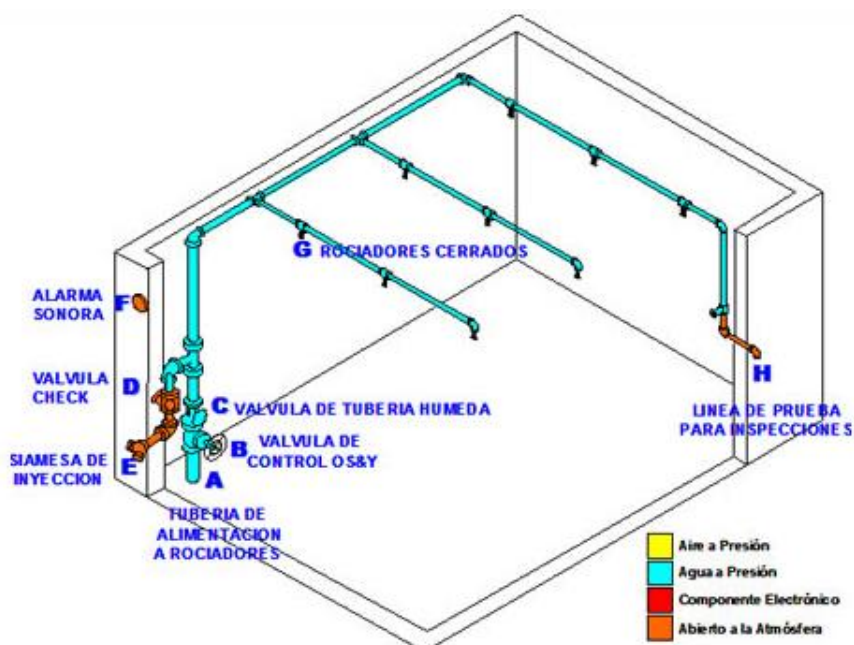 G ROCIADORES CERRADOS
ALARMA
SONORA
F
VALVULA
CHECK
D
C VALVULA DE TUBERIA HUMEDA
SIAMESA DE
INYECCION
E
B
VALVULA DE
CONTROL OS&Y
A
TUBERIA DE
ALIMENTACION
A ROCIADORES
H
LINEA DE PRUEBA
PARA INSPECCIONES
Aire a Presión
Agua a Presión
Componente Electrónico
Abierto a la Atmósfera